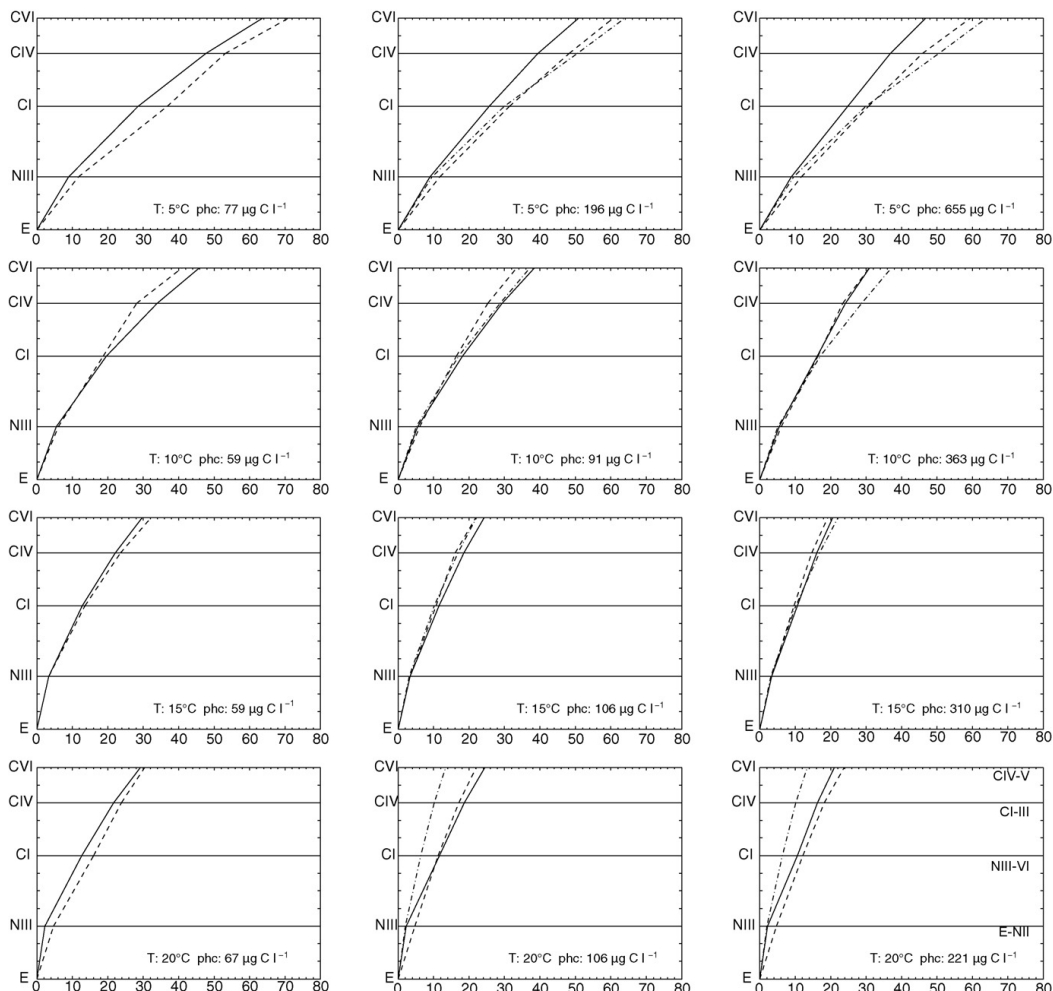 CVI
CIV
CI
NIII
E
T: 5°C phc: 77 µg C l⁻¹
0 10 20 30 40 50 60 70 80
CVI
CIV
CI
NIII
E
T: 5°C phc: 196 µg C l⁻¹
0 10 20 30 40 50 60 70 80
CVI
CIV
CI
NIII
E
T: 5°C phc: 655 µg C l⁻¹
0 10 20 30 40 50 60 70 80
CVI
CIV
CI
NIII
E
T: 10°C phc: 59 µg C l⁻¹
0 10 20 30 40 50 60 70 80
CVI
CIV
CI
NIII
E
T: 10°C phc: 91 µg C l⁻¹
0 10 20 30 40 50 60 70 80
CVI
CIV
CI
NIII
E
T: 10°C phc: 363 µg C l⁻¹
0 10 20 30 40 50 60 70 80
CVI
CIV
CI
NIII
E
T: 15°C phc: 59 µg C l⁻¹
0 10 20 30 40 50 60 70 80
CVI
CIV
CI
NIII
E
T: 15°C phc: 106 µg C l⁻¹
0 10 20 30 40 50 60 70 80
CVI
CIV
CI
NIII
E
T: 15°C phc: 310 µg C l⁻¹
0 10 20 30 40 50 60 70 80
CVI
CIV
CI
NIII
E
T: 20°C phc: 67 µg C l⁻¹
0 10 20 30 40 50 60 70 80
CVI
CIV
CI
NIII
E
T: 20°C phc: 106 µg C l⁻¹
0 10 20 30 40 50 60 70 80
CVI
CIV
CI
NIII
E
CIV-V
CI-III
NIII-VI
E-NII
T: 20°C phc: 221 µg C l⁻¹
0 10 20 30 40 50 60 70 80